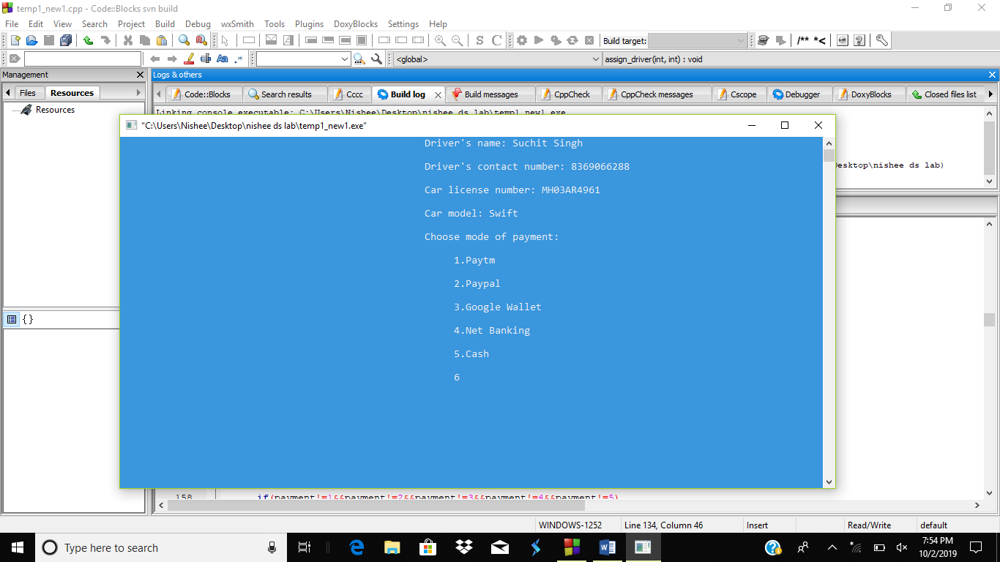 temp1_new1.cpp - Code::Blocks svn build
File Edit View Search Project Build Debug wxSmith Tools Plugins DoxyBlocks Settings Help
S C Build target: /** *<
Aa .* <global> assign_driver(int, int) : void
Management Logs & others
Files Resources Code::Blocks Search results Cccc Build log Build messages CppCheck CppCheck messages Cscope Debugger DoxyBlocks Closed files list
Resources
Linking console executable: C:\Users\Nishee\Desktop\nishee ds lab\temp1_new1.exe
"C:\Users\Nishee\Desktop\nishee ds lab\temp1_new1.exe"
Driver's name: Suchit Singh
Driver's contact number: 8369066288
esktop\nishee ds lab)
Car license number: MH03AR4961
Car model: Swift
Choose mode of payment:
1.Paytm
2.Paypal
3.Google Wallet
{}
4.Net Banking
5.Cash
6
158 if(payment!=1&&payment!=2&&payment!=3&&payment!=4&&payment!=5)
WINDOWS-1252 Line 134, Column 46 Insert Read/Write default
Type here to search
7:54 PM
10/2/2019